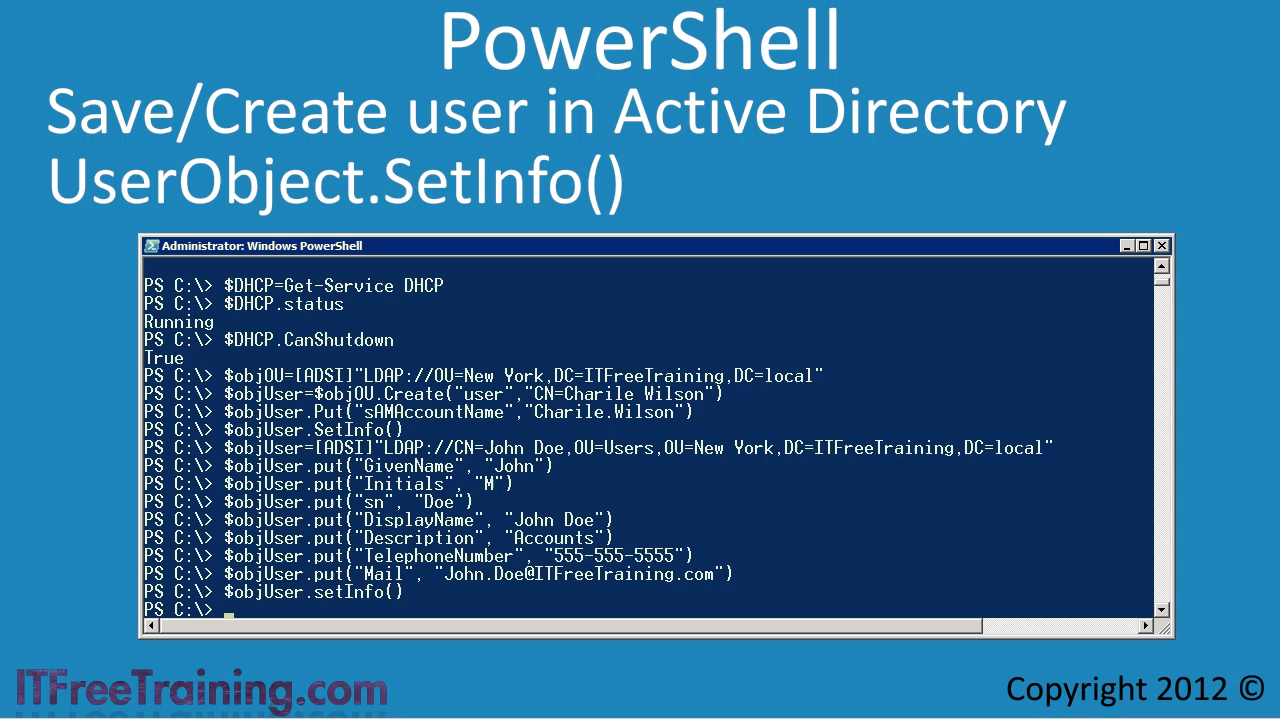 PowerShell
Save/Create user in Active Directory
UserObject.SetInfo()
Administrator: Windows PowerShell
PS C:\> $DHCP=Get-Service DHCP
PS C:\> $DHCP.status
Running
PS C:\> $DHCP.CanShutdown
True
PS C:\> $objOU=[ADSI]"LDAP://OU=New York,DC=ITFreeTraining,DC=local"
PS C:\> $objUser=$objOU.Create("user","CN=Charile Wilson")
PS C:\> $objUser.Put("sAMAccountName","Charile.Wilson")
PS C:\> $objUser.SetInfo()
PS C:\> $objUser=[ADSI]"LDAP://CN=John Doe,OU=Users,OU=New York,DC=ITFreeTraining,DC=local"
PS C:\> $objUser.put("GivenName", "John")
PS C:\> $objUser.put("Initials", "M")
PS C:\> $objUser.put("sn", "Doe")
PS C:\> $objUser.put("DisplayName", "John Doe")
PS C:\> $objUser.put("Description", "Accounts")
PS C:\> $objUser.put("TelephoneNumber", "555-555-5555")
PS C:\> $objUser.put("Mail", "John.Doe@ITFreeTraining.com")
PS C:\> $objUser.setInfo()
PS C:\>
ITFreeTraining.com
Copyright 2012 ©